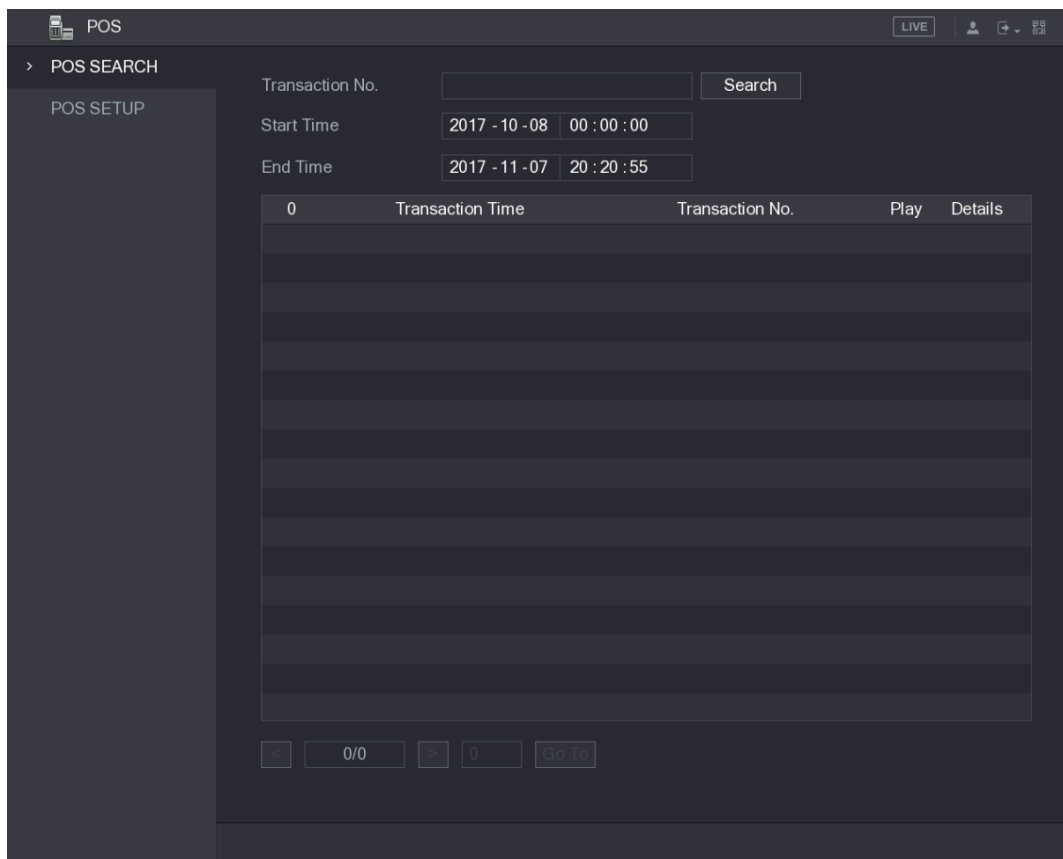 POS
LIVE
POS SEARCH
POS SETUP
Transaction No.
Search
Start Time 2017 - 10 - 08 00 : 00 : 00
End Time 2017 - 11 - 07 20 : 20 : 55
0 Transaction Time Transaction No. Play Details
< 0/0 > 0 Go To